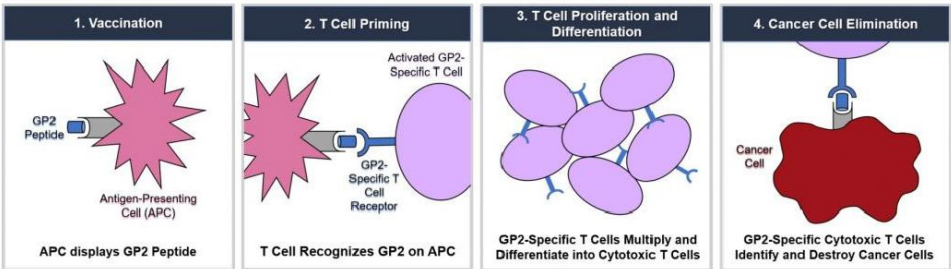 1. Vaccination
GP2
Peptide
Antigen-Presenting
Cell (APC)
APC displays GP2 Peptide
2. T Cell Priming
Activated GP2-
Specific T Cell
GP2-
Specific T
Cell
Receptor
T Cell Recognizes GP2 on APC
3. T Cell Proliferation and
Differentiation
GP2-Specific T Cells Multiply and
Differentiate into Cytotoxic T Cells
4. Cancer Cell Elimination
Cancer
Cell
GP2-Specific Cytotoxic T Cells
Identify and Destroy Cancer Cells